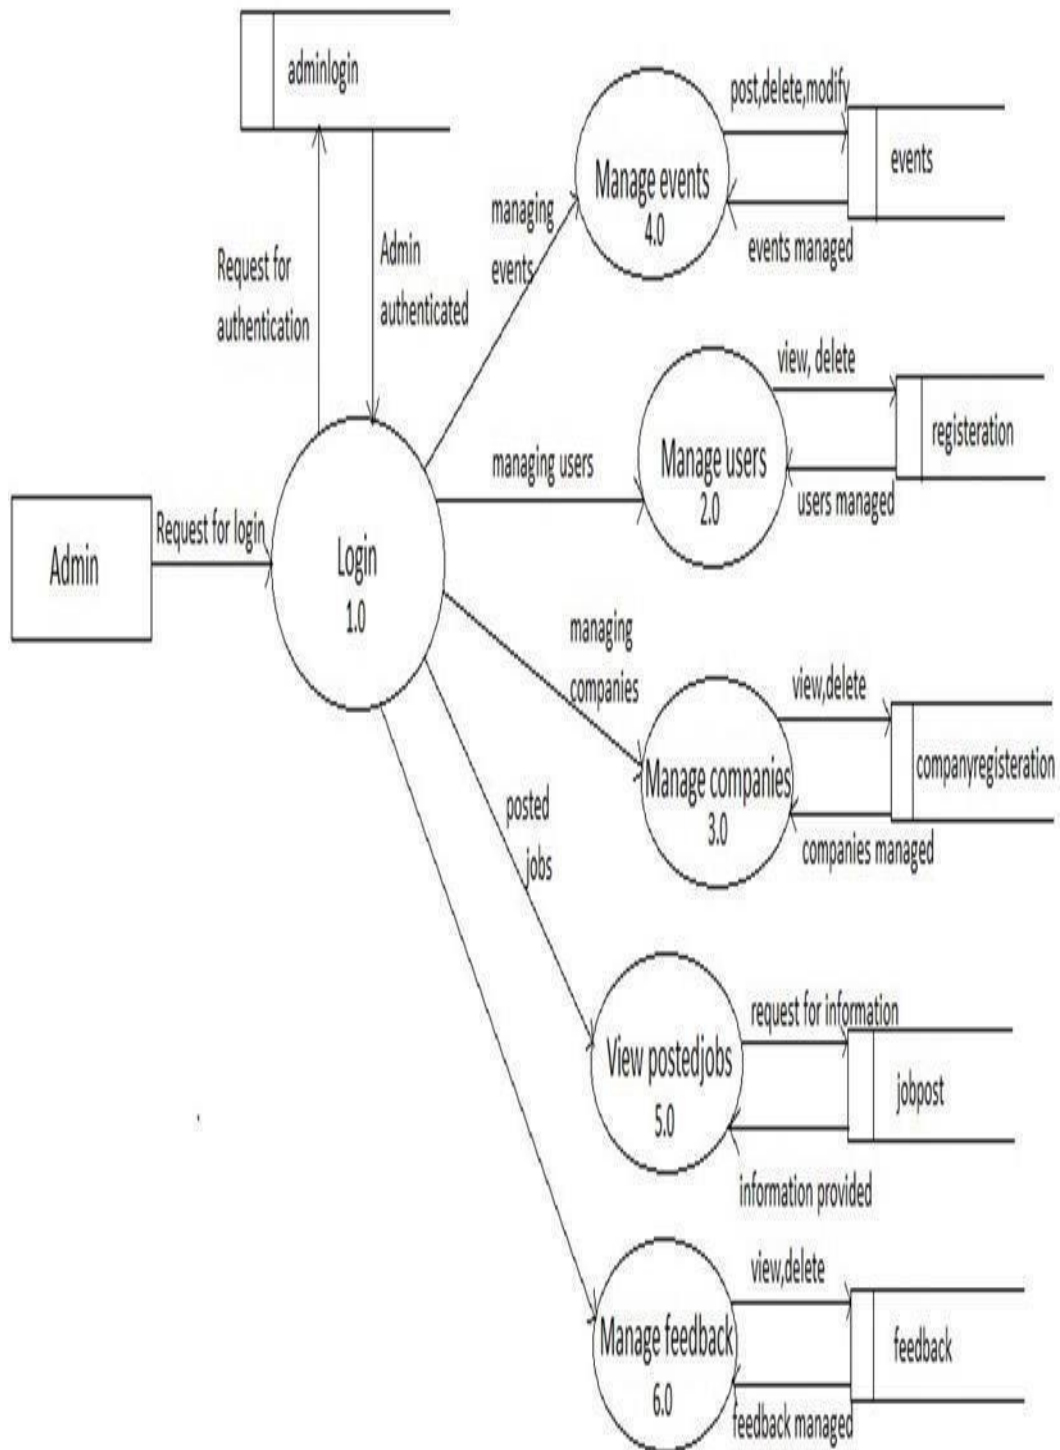 adminlogin
Request for
authentication
Admin
authenticated
Admin
Request for login
Login
1.0
managing
events
Manage events
4.0
post,delete,modify
events
events managed
managing users
Manage users
2.0
view, delete
registeration
users managed
managing
companies
Manage companies
3.0
view,delete
companyregisteration
companies managed
posted
jobs
View postedjobs
5.0
request for information
jobpost
information provided
Manage feedback
6.0
view,delete
feedback
feedback managed